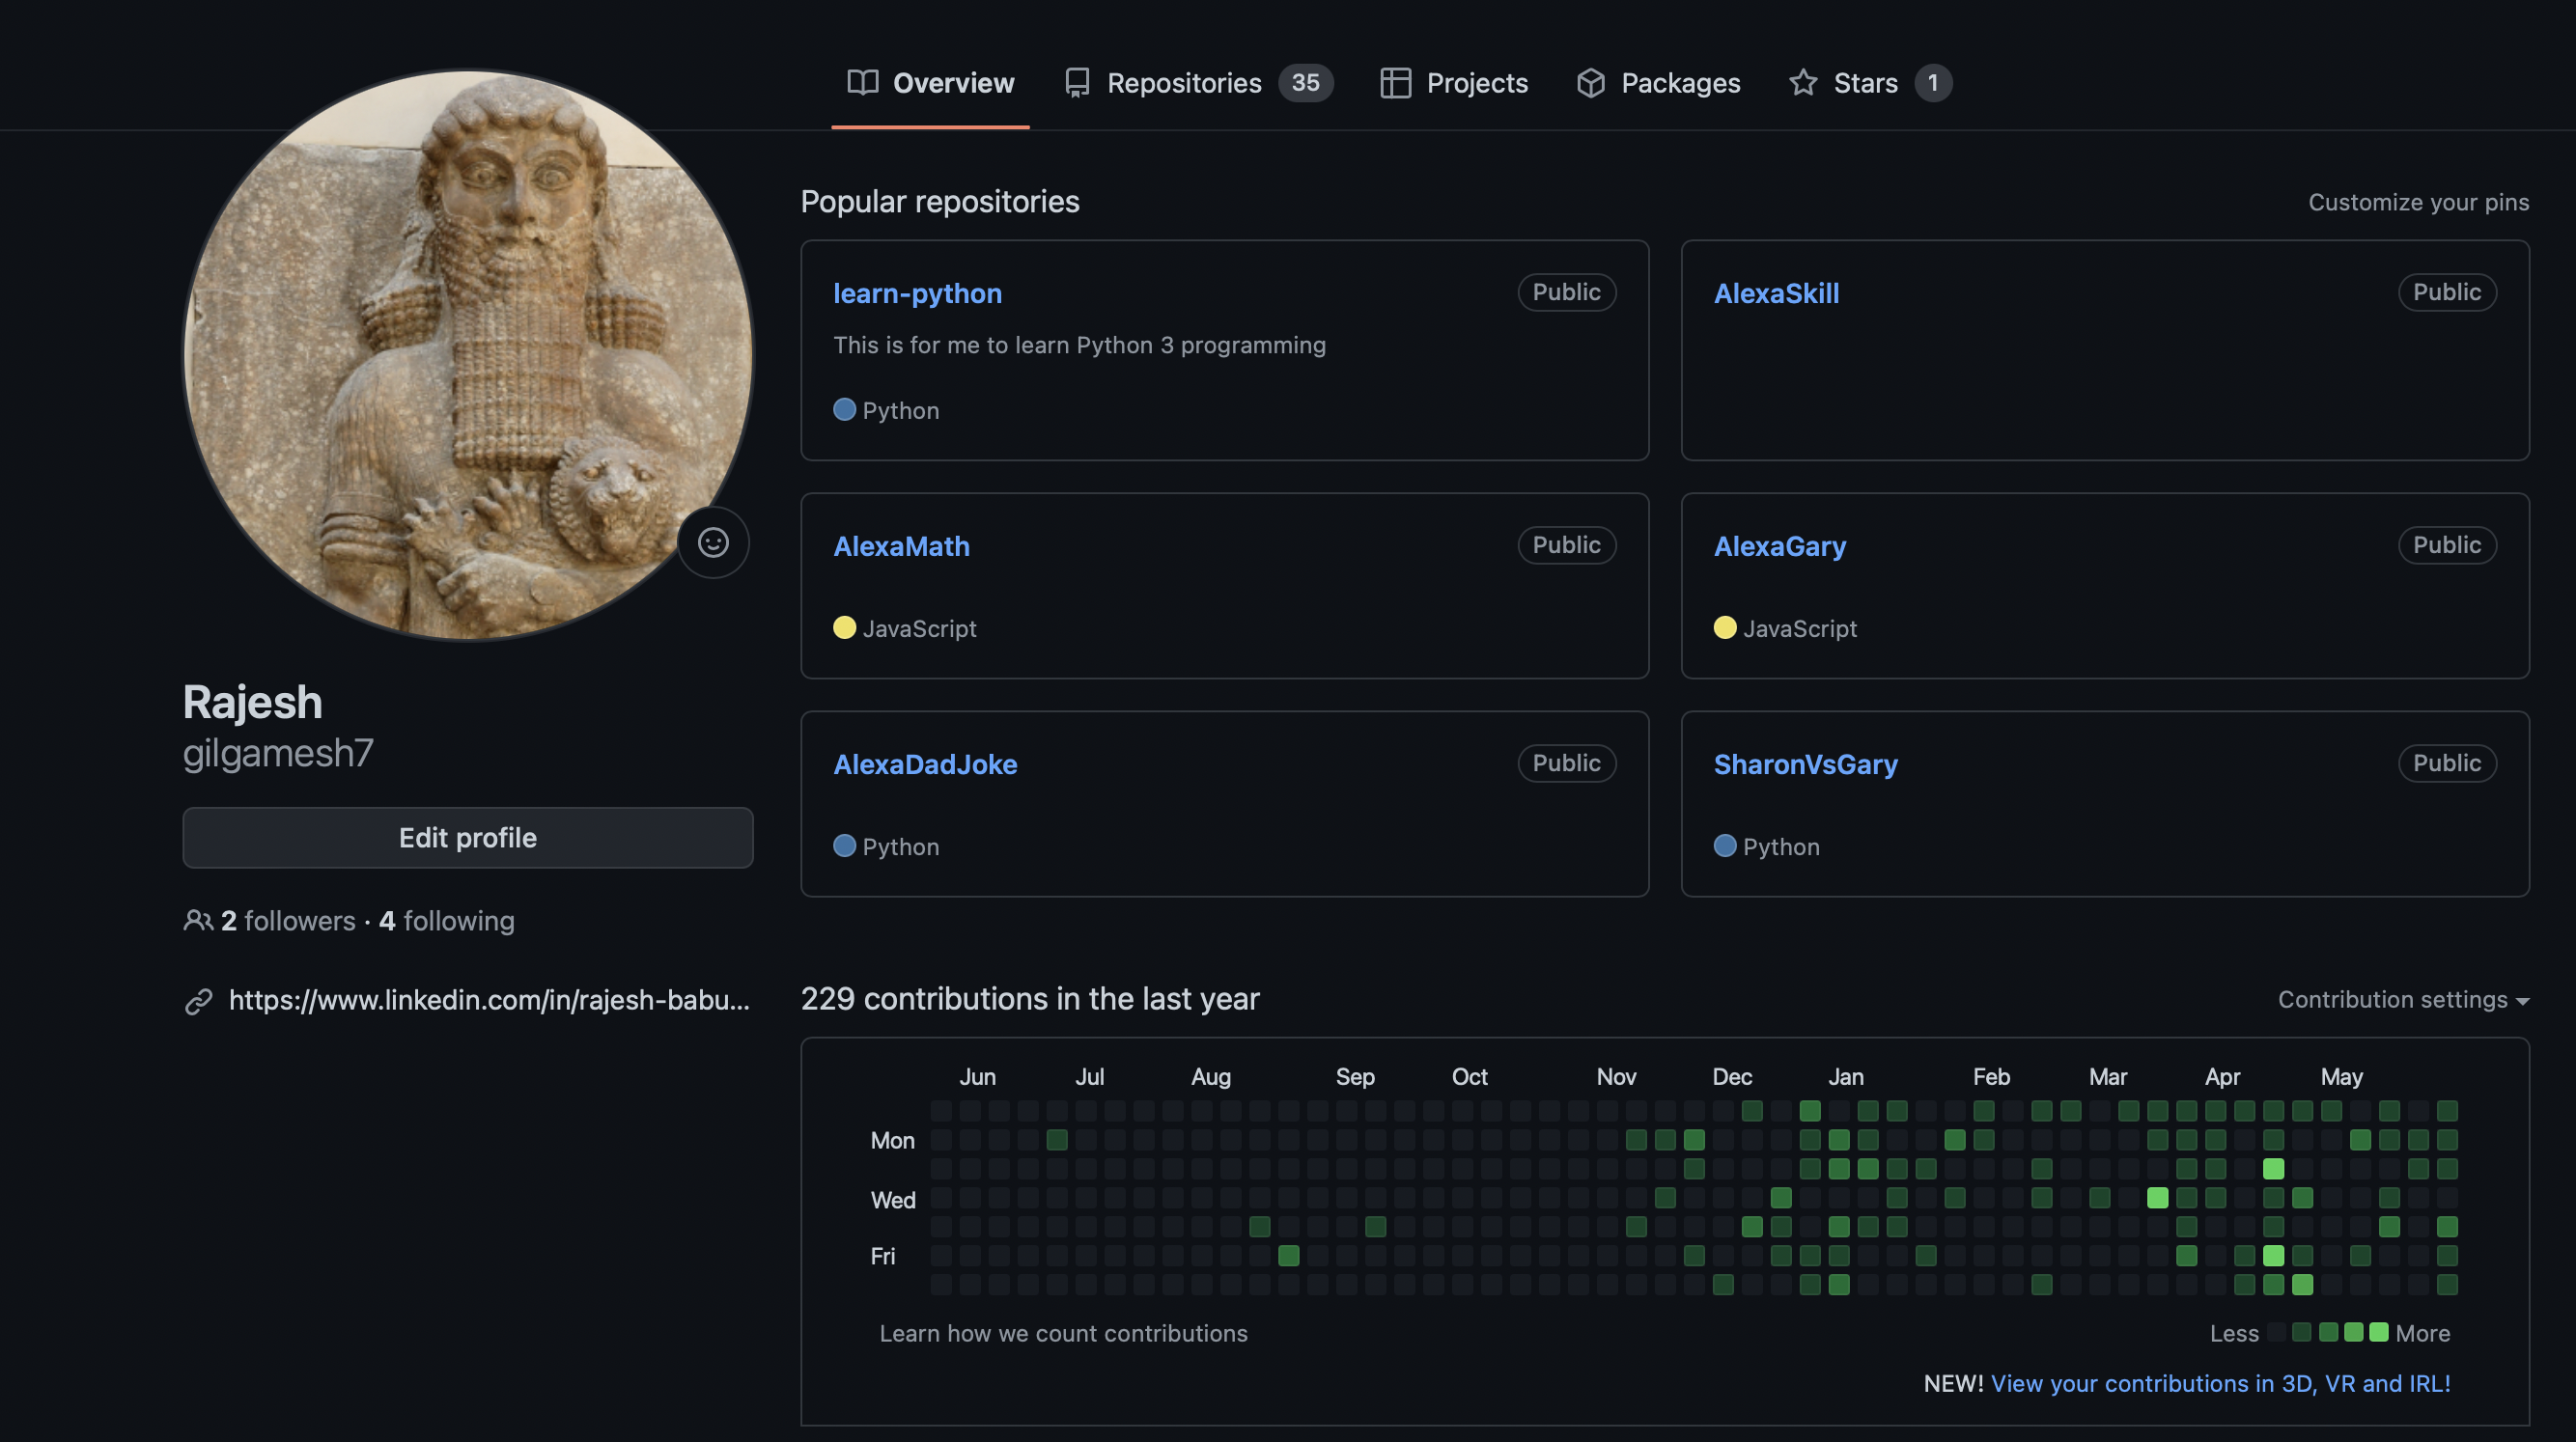 Overview Repositories 35 Projects Packages Stars 1
Popular repositories Customize your pins
learn-python Public
This is for me to learn Python 3 programming
Python
AlexaSkill Public
AlexaMath Public
JavaScript
AlexaGary Public
JavaScript
AlexaDadJoke Public
Python
SharonVsGary Public
Python
Rajesh
gilgamesh7
Edit profile
2 followers · 4 following
https://www.linkedin.com/in/rajesh-babu...
229 contributions in the last year Contribution settings
Jun Jul Aug Sep Oct Nov Dec Jan Feb Mar Apr May
Mon
Wed
Fri
Learn how we count contributions Less More
NEW! View your contributions in 3D, VR and IRL!